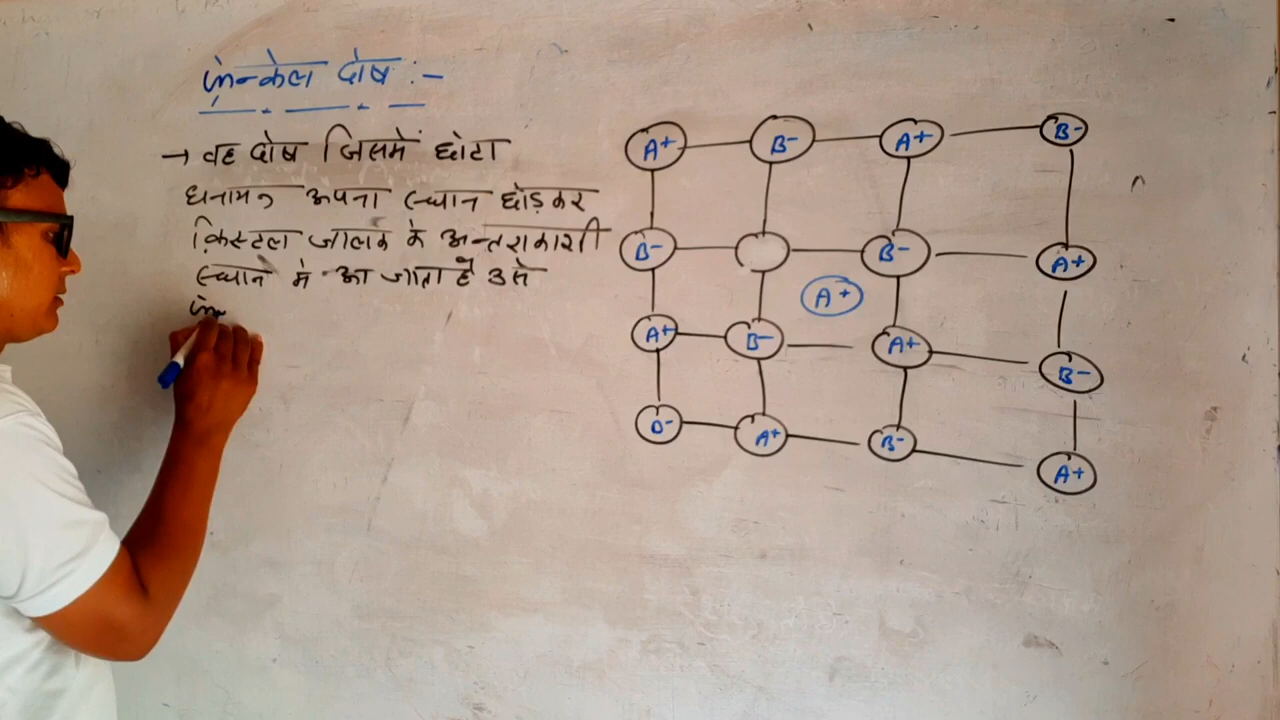 फ्रेन्केल दोष :-
→ वह दोष जिसमें छोटा
धनायन अपना स्थान छोड़कर
क्रिस्टल जालक के अन्तराकाशी
स्थान मे आ जाता है उसे
फ्रेन
A+ B- A+ B-
B- B- A+
A+
A+ B- A+ B-
B- A+ B- A+